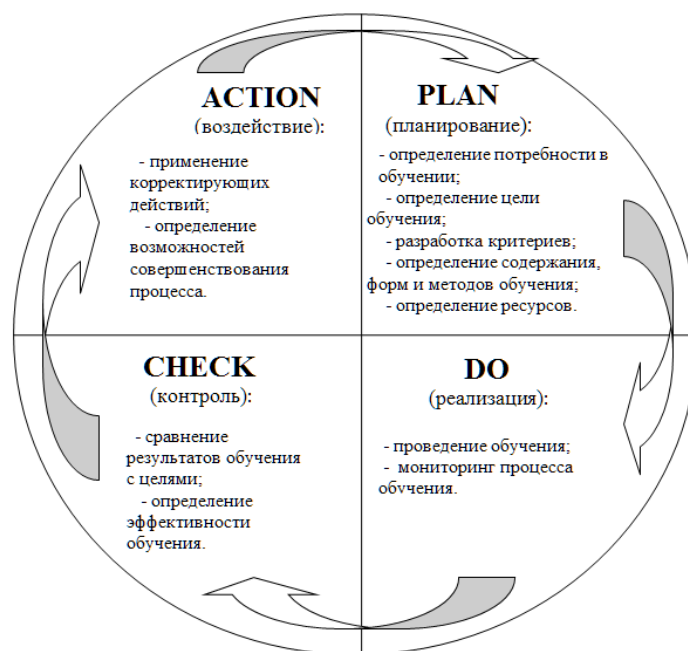 ACTION
(воздействие):
- применение
корректирующих
действий;
- определение
возможностей
совершенствования
процесса.
PLAN
(планирование):
- определение потребности в
обучении;
- определение цели
обучения;
- разработка критериев;
- определение содержания,
форм и методов обучения;
- определение ресурсов.
CHECK
(контроль):
- сравнение
результатов обучения
с целями;
- определение
эффективности
обучения.
DO
(реализация):
- проведение обучения;
- мониторинг процесса
обучения.